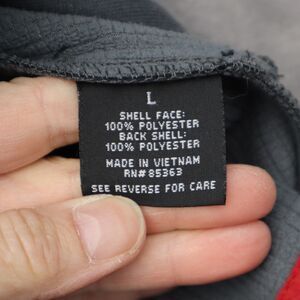 L
SHELL FACE:
100% POLYESTER
BACK SHELL:
100% POLYESTER
MADE IN VIETNAM
RN#85363
SEE REVERSE FOR CARE